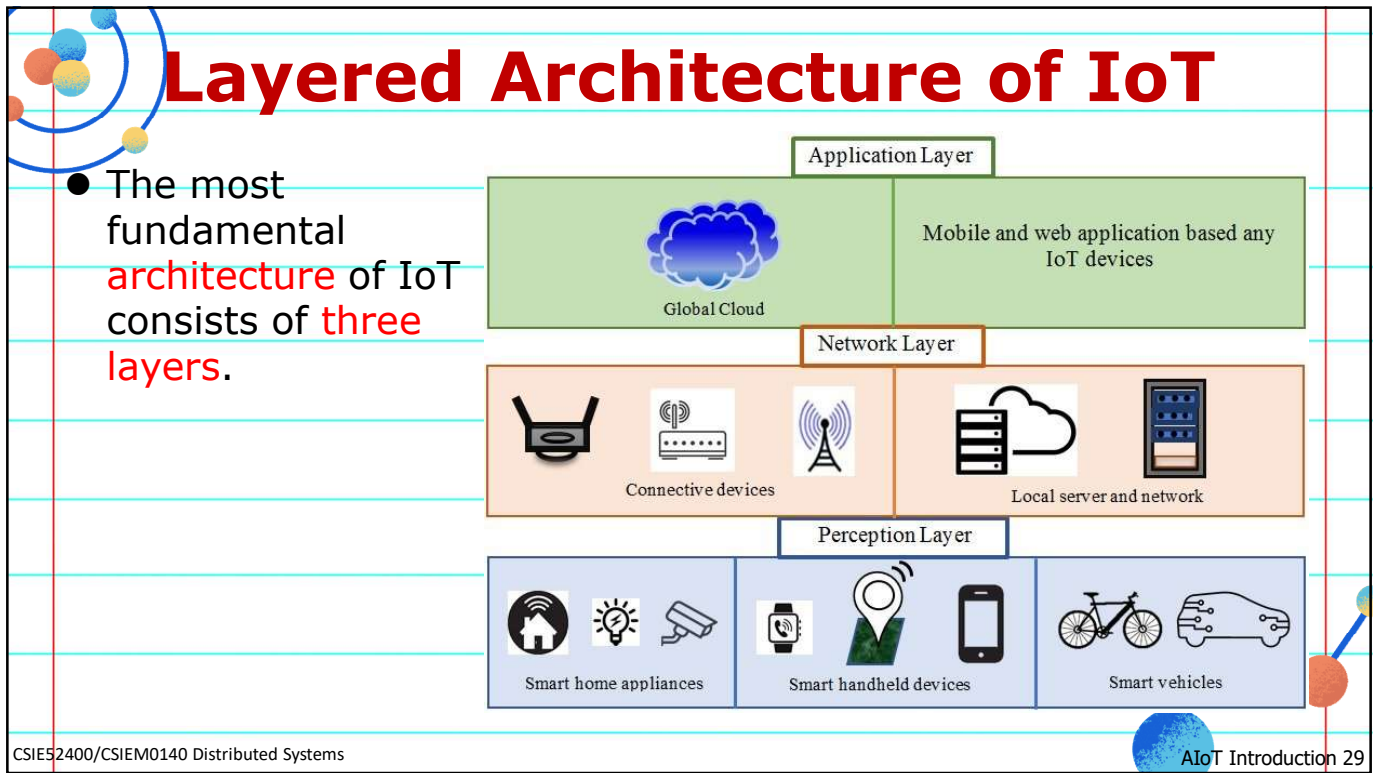 Layered Architecture of IoT
● The most
fundamental
architecture of IoT
consists of three
layers.
Application Layer
Global Cloud
Mobile and web application based any
IoT devices
Network Layer
Connective devices
Local server and network
Perception Layer
Smart home appliances
Smart handheld devices
Smart vehicles
CSIE52400/CSIEM0140 Distributed Systems
AIoT Introduction 29